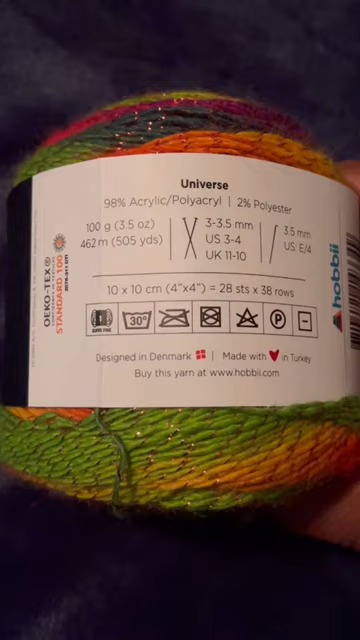 Universe
98% Acrylic/Polyacryl | 2% Polyester
100 g (3.5 oz)
462 m (505 yds)
3-3.5 mm
US 3-4
UK 11-10
3.5 mm
US: E/4
10 x 10 cm (4"x4") = 28 sts x 38 rows
1
SUPER FINE
30°
P
Designed in Denmark | Made with ❤ in Turkey
Buy this yarn at www.hobbii.com
OEKO-TEX®
STANDARD 100
hobbii